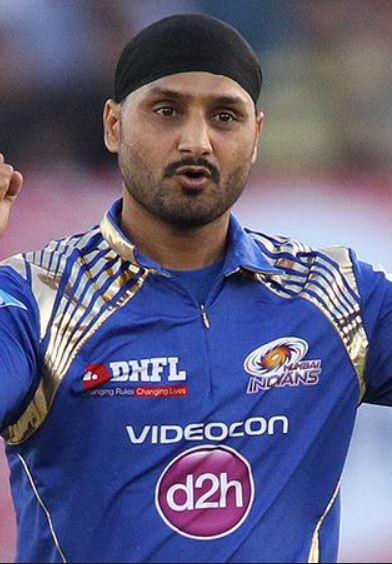 DHFL
Changing Rules Changing Lives
MUMBAI
INDIANS
VIDEOCON
d2h